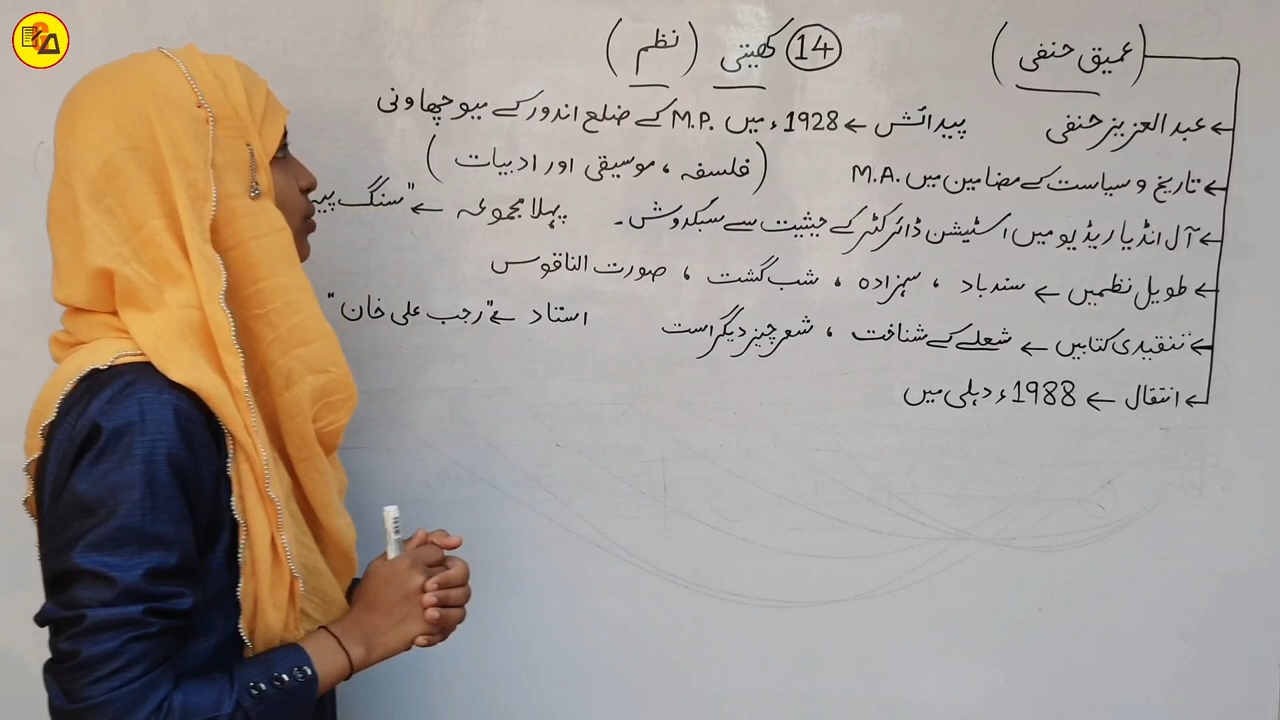 (عمیق حنفی) ⑭ کھیتی (نظم)
← عبدالعزیز حنفی پیدائش ← 1928ء میں M.P. کے ضلع اندور کے میو چھاونی
← تاریخ و سیاست کے مضامین میں M.A. (فلسفہ ، موسیقی اور ادبیات)
← آل انڈیا ریڈیو میں اسٹیشن ڈائرکٹر کے حیثیت سے سبکدوش۔ پہلا مجموعہ ← "سنگ
← طویل نظمیں ← سندباد ، سہزادہ ، شب گشت ، صورت الناقوس
← تنقیدی کتابیں ← شعلے کے شناخت ، شعر چیز دیگر است استاد ← "رجب علی خان"
← انتقال ← 1988ء دہلی میں